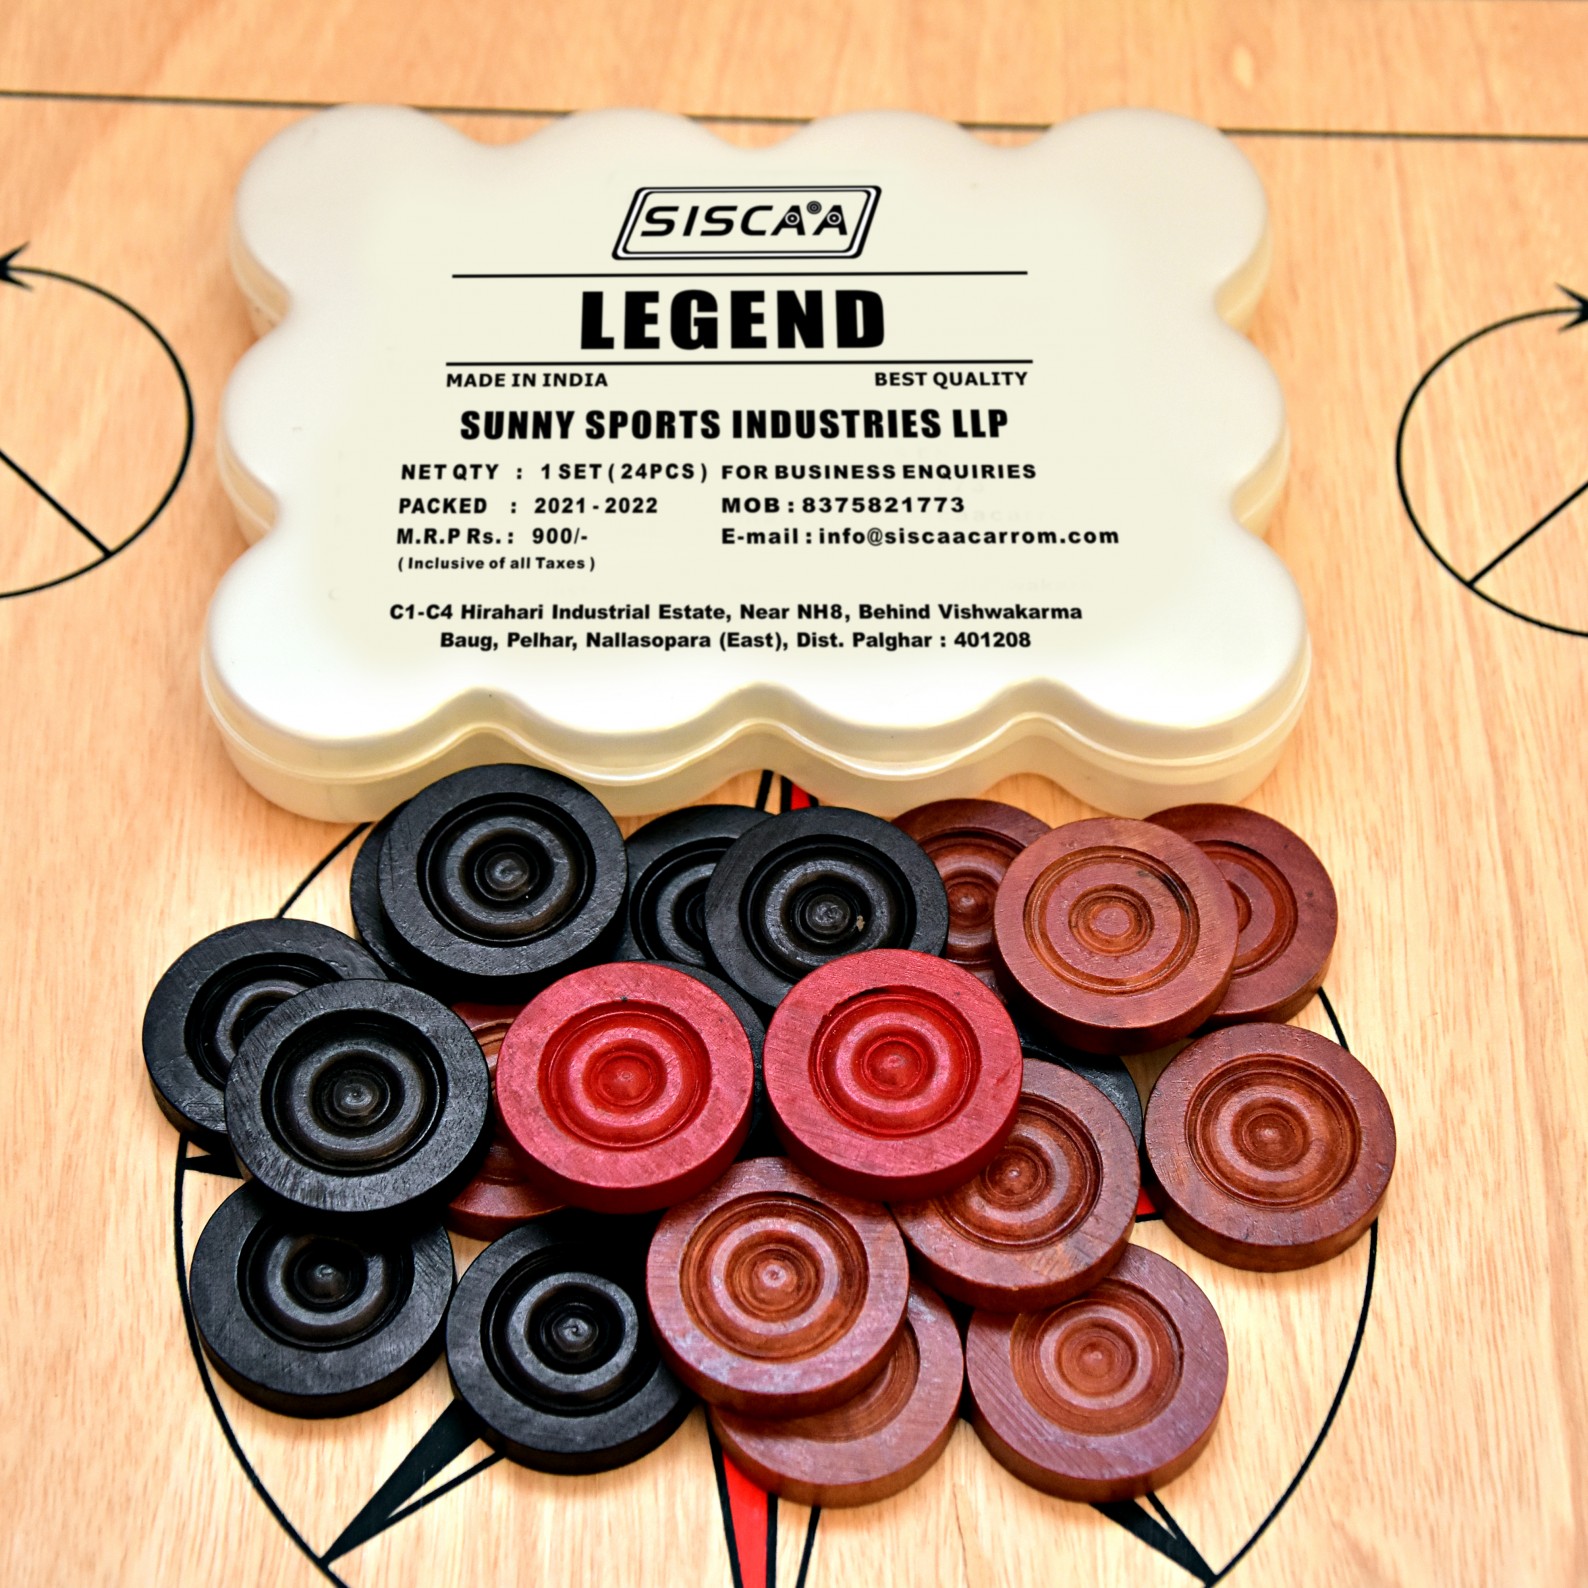 SISCAA
LEGEND
MADE IN INDIA BEST QUALITY
SUNNY SPORTS INDUSTRIES LLP
NET QTY : 1 SET ( 24PCS ) FOR BUSINESS ENQUIRIES
PACKED : 2021 - 2022 MOB : 8375821773
M.R.P Rs. : 900/- E-mail : info@siscaacarrom.com
( Inclusive of all Taxes )
C1-C4 Hirahari Industrial Estate, Near NH8, Behind Vishwakarma
Baug, Pelhar, Nallasopara (East), Dist. Palghar : 401208